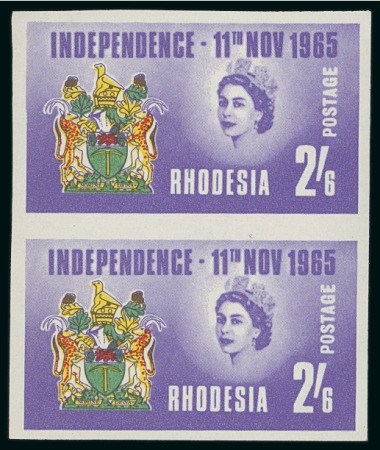 INDEPENDENCE - 11TH NOV 1965
POSTAGE
RHODESIA 2/6
INDEPENDENCE - 11TH NOV 1965
POSTAGE
RHODESIA 2/6